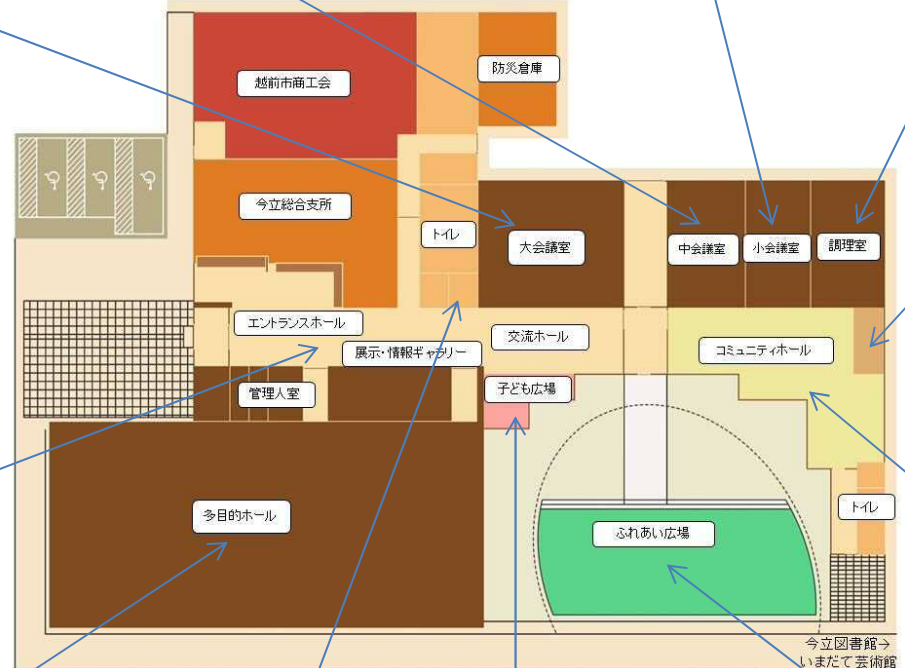 越前市商工会
防災倉庫
今立総合支所
トイレ
大会議室
中会議室
小会議室
調理室
エントランスホール
展示・情報ギャラリー
交流ホール
コミュニティホール
管理人室
子ども広場
多目的ホール
ふれあい広場
トイレ
今立図書館→
いまだて芸術館